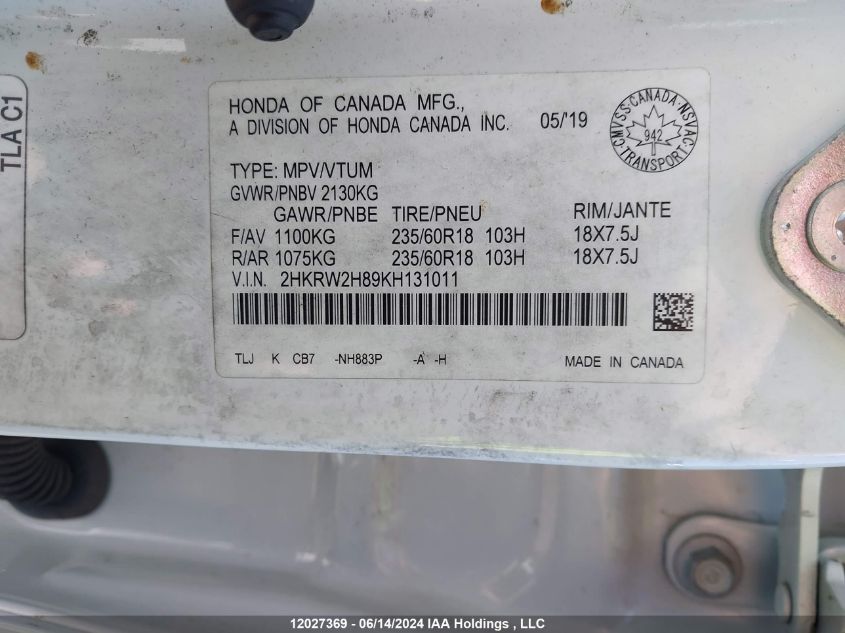 TLA C1
HONDA OF CANADA MFG.,
A DIVISION OF HONDA CANADA INC. 05/'19
CMVSS-CANADA-NSVAC-TRANSPORT-
942
TYPE: MPV/VTUM
GVWR/PNBV 2130KG
GAWR/PNBE TIRE/PNEU RIM/JANTE
F/AV 1100KG 235/60R18 103H 18X7.5J
R/AR 1075KG 235/60R18 103H 18X7.5J
V.I.N. 2HKRW2H89KH131011
TLJ K CB7 -NH883P -A -H MADE IN CANADA
12027369 - 06/14/2024 IAA Holdings , LLC